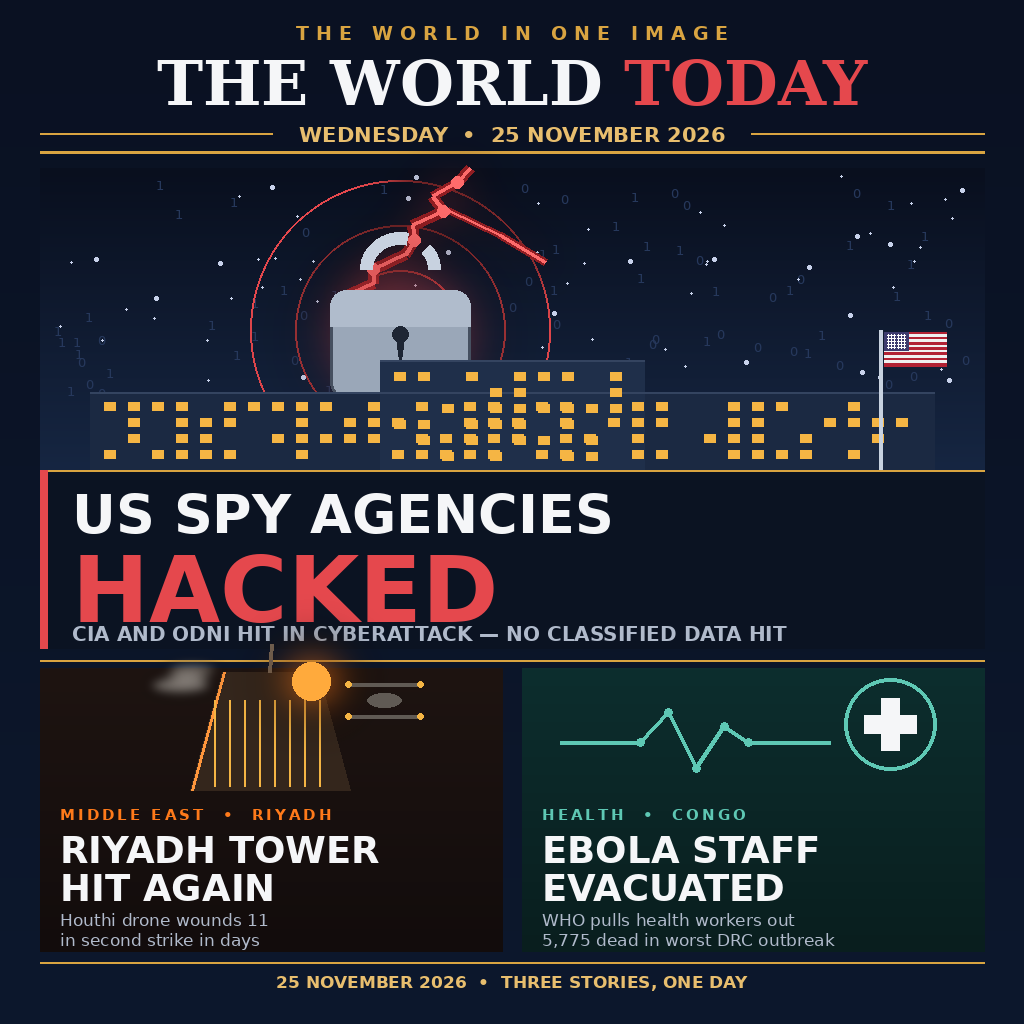 THE WORLD IN ONE IMAGE
THE WORLD TODAY
WEDNESDAY • 25 NOVEMBER 2026
US SPY AGENCIES
HACKED
CIA AND ODNI HIT IN CYBERATTACK — NO CLASSIFIED DATA HIT
MIDDLE EAST • RIYADH
RIYADH TOWER
HIT AGAIN
Houthi drone wounds 11
in second strike in days
HEALTH • CONGO
EBOLA STAFF
EVACUATED
WHO pulls health workers out
5,775 dead in worst DRC outbreak
25 NOVEMBER 2026 • THREE STORIES, ONE DAY